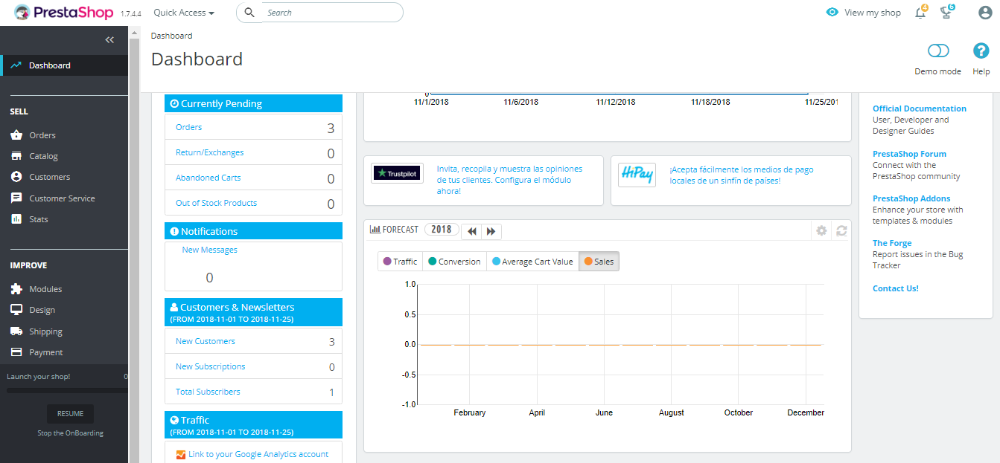 PrestaShop 1.7.4.4 Quick Access Search View my shop 4 6
Dashboard
SELL
Orders
Catalog
Customers
Customer Service
Stats
IMPROVE
Modules
Design
Shipping
Payment
Launch your shop! 0
RESUME
Stop the OnBoarding
Dashboard
Dashboard
Demo mode Help
Currently Pending
Orders 3
Return/Exchanges 0
Abandoned Carts 0
Out of Stock Products 0
Notifications
New Messages
0
Customers & Newsletters
(FROM 2018-11-01 TO 2018-11-25)
New Customers 3
New Subscriptions 0
Total Subscribers 1
Traffic
(FROM 2018-11-01 TO 2018-11-25)
Link to your Google Analytics account
0
11/1/2018 11/6/2018 11/12/2018 11/18/2018 11/25/201
Trustpilot
Invita, recopila y muestra las opiniones
de tus clientes. Configura el módulo
ahora!
HiPay
¡Acepta fácilmente los medios de pago
locales de un sinfín de países!
FORECAST 2018
Traffic Conversion Average Cart Value Sales
1.0
0.5
0.0
-0.5
-1.0
February April June August October December
Official Documentation
User, Developer and
Designer Guides
PrestaShop Forum
Connect with the
PrestaShop community
PrestaShop Addons
Enhance your store with
templates & modules
The Forge
Report issues in the Bug
Tracker
Contact Us!